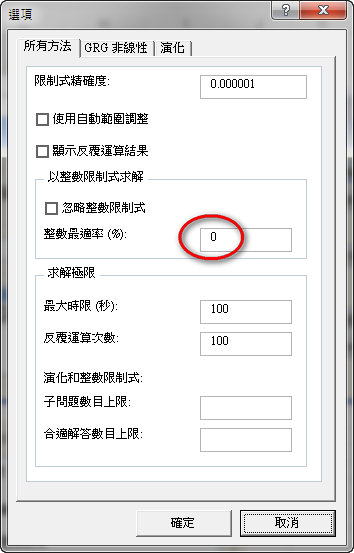 選項
所有方法 GRG 非線性 演化
限制式精確度: 0.000001
使用自動範圍調整
顯示反覆運算結果
以整數限制式求解
忽略整數限制式
整數最適率 (%): 0
求解極限
最大時限 (秒): 100
反覆運算次數: 100
演化和整數限制式:
子問題數目上限:
合適解答數目上限:
確定 取消